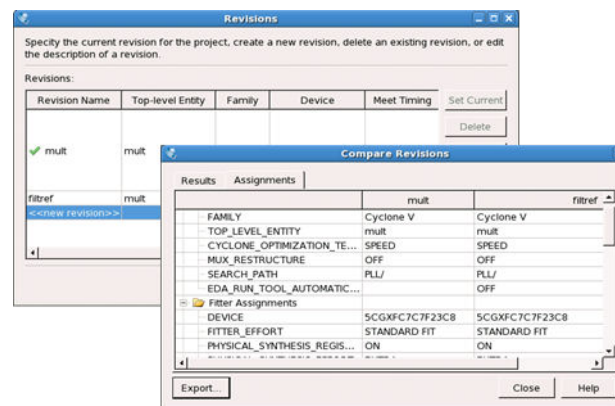 Revisions
Specify the current revision for the project, create a new revision, delete an existing revision, or edit
the description of a revision.
Revisions:
Revision Name Top-level Entity Family Device Meet Timing Set Current
Delete
mult mult
filtref mult
<<new revision>>
Compare Revisions
Results Assignments
mult filtref
FAMILY Cyclone V Cyclone V
TOP_LEVEL_ENTITY mult mult
CYCLONE_OPTIMIZATION_TE... SPEED SPEED
MUX_RESTRUCTURE OFF OFF
SEARCH_PATH PLL/ PLL/
EDA_RUN_TOOL_AUTOMATIC... OFF
Fitter Assignments
DEVICE 5CGXFC7C7F23C8 5CGXFC7C7F23C8
FITTER_EFFORT STANDARD FIT STANDARD FIT
PHYSICAL_SYNTHESIS_REGIS... ON ON
Export... Close Help